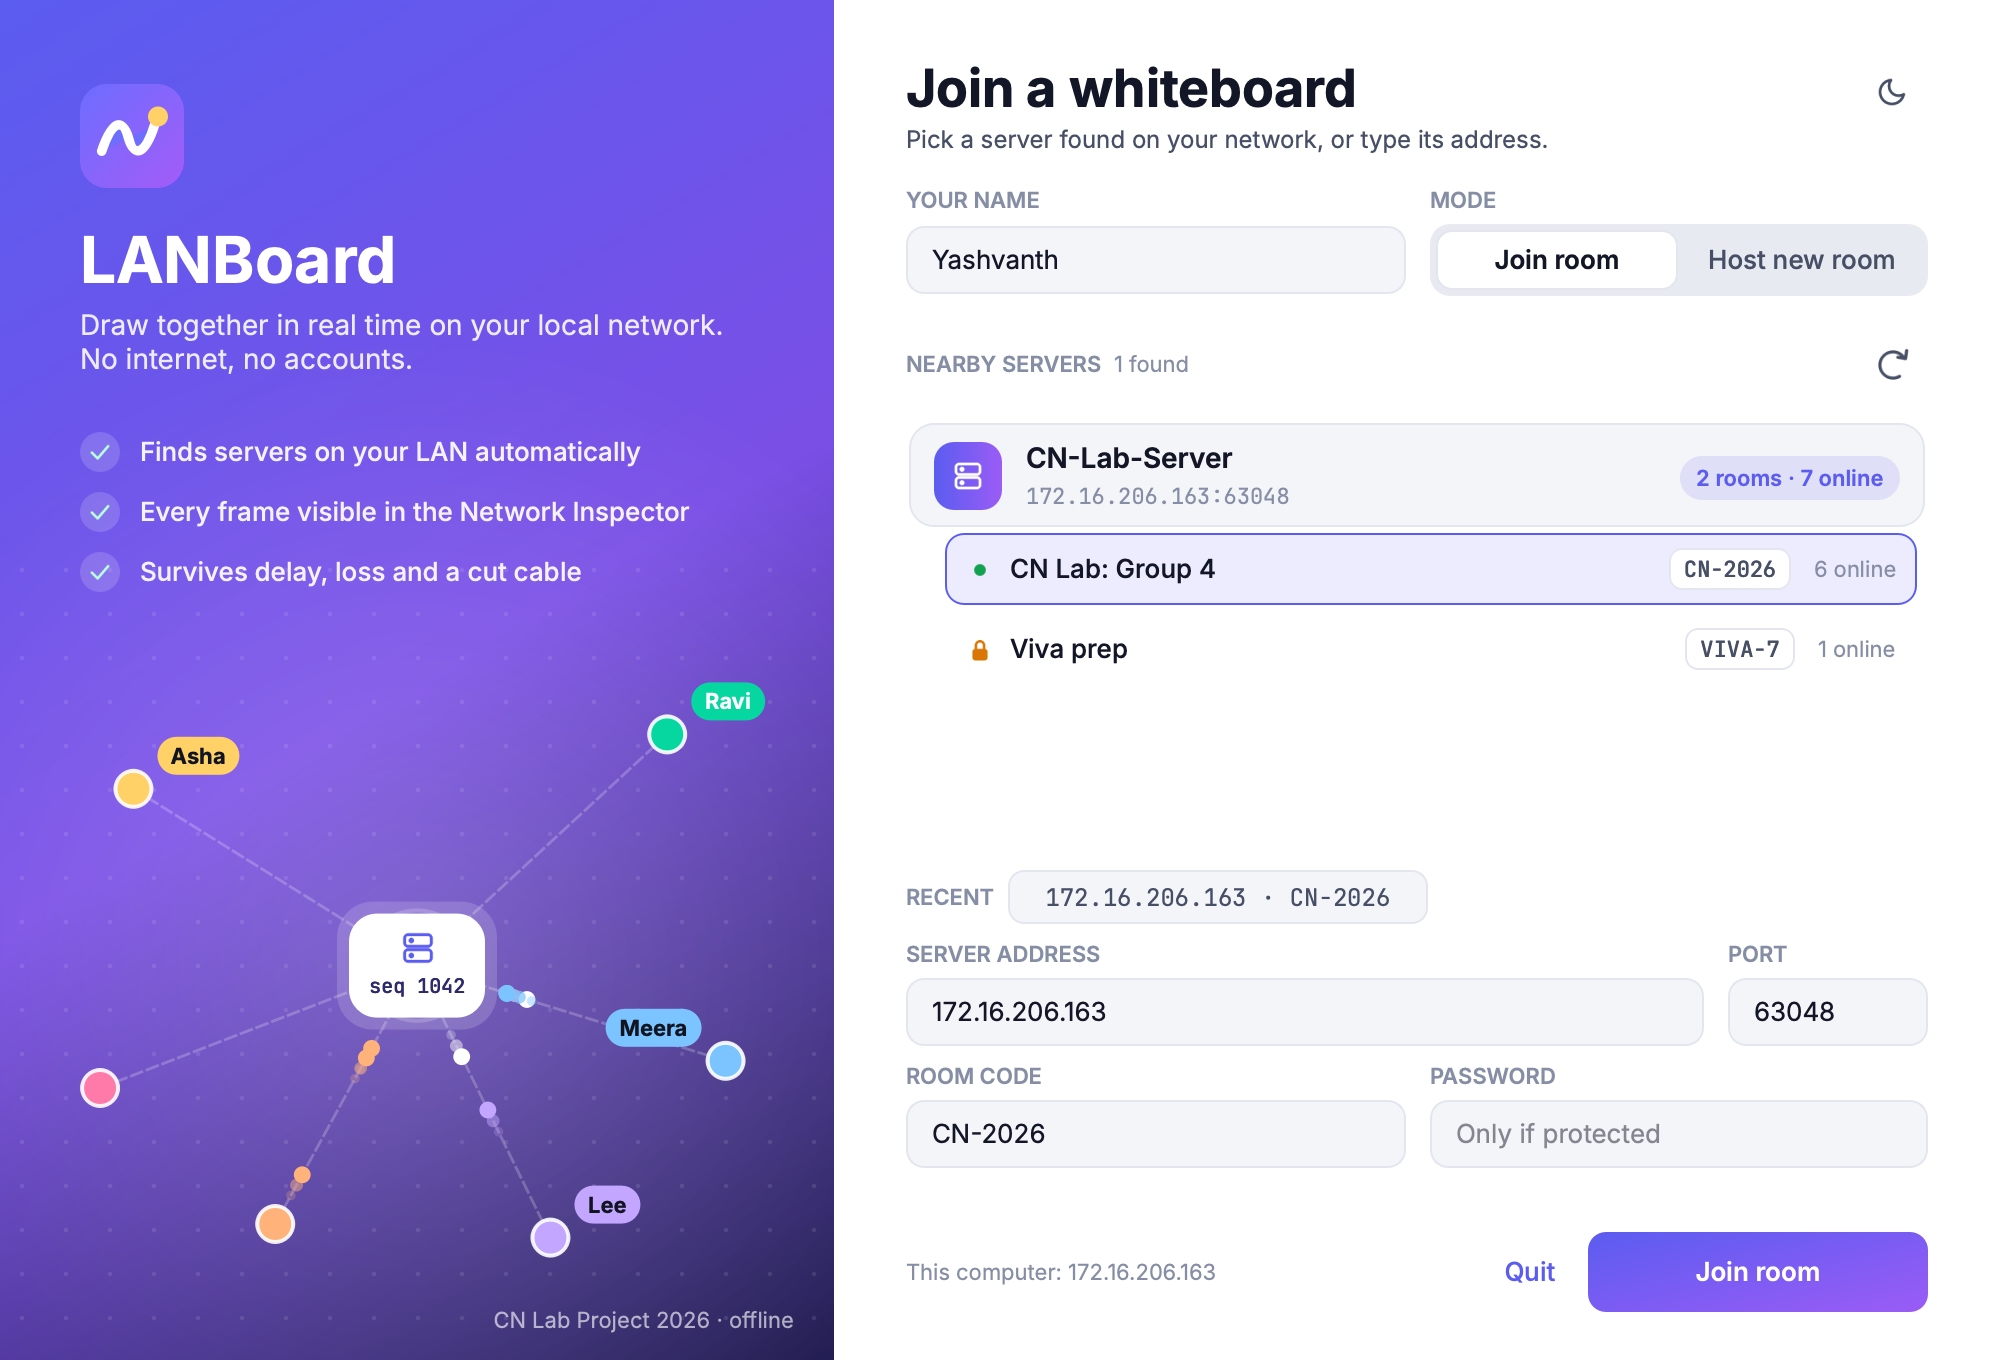 LANBoard
Draw together in real time on your local network.
No internet, no accounts.
Finds servers on your LAN automatically
Every frame visible in the Network Inspector
Survives delay, loss and a cut cable
Ravi
Asha
seq 1042
Meera
Lee
CN Lab Project 2026 · offline
Join a whiteboard
Pick a server found on your network, or type its address.
YOUR NAME
Yashvanth
MODE
Join room
Host new room
NEARBY SERVERS 1 found
CN-Lab-Server
172.16.206.163:63048
2 rooms · 7 online
CN Lab: Group 4
CN-2026
6 online
Viva prep
VIVA-7
1 online
RECENT
172.16.206.163 · CN-2026
SERVER ADDRESS
172.16.206.163
PORT
63048
ROOM CODE
CN-2026
PASSWORD
Only if protected
This computer: 172.16.206.163
Quit
Join room